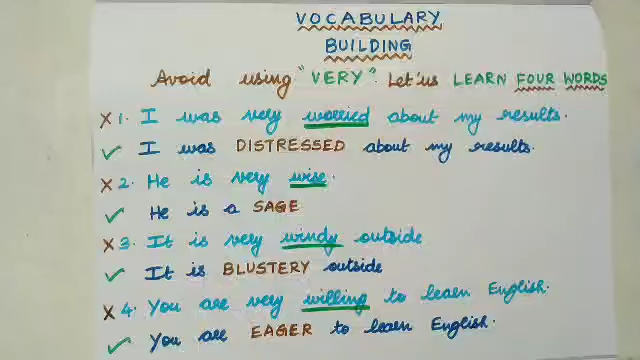 VOCABULARY
BUILDING
Avoid using "VERY". Let us LEARN FOUR WORDS
X 1. I was very worried about my results.
✓ I was DISTRESSED about my results.
X 2. He is very wise.
✓ He is a SAGE
X 3. It is very windy outside
✓ It is BLUSTERY outside
X 4. You are very willing to learn English.
✓ You are EAGER to learn English.